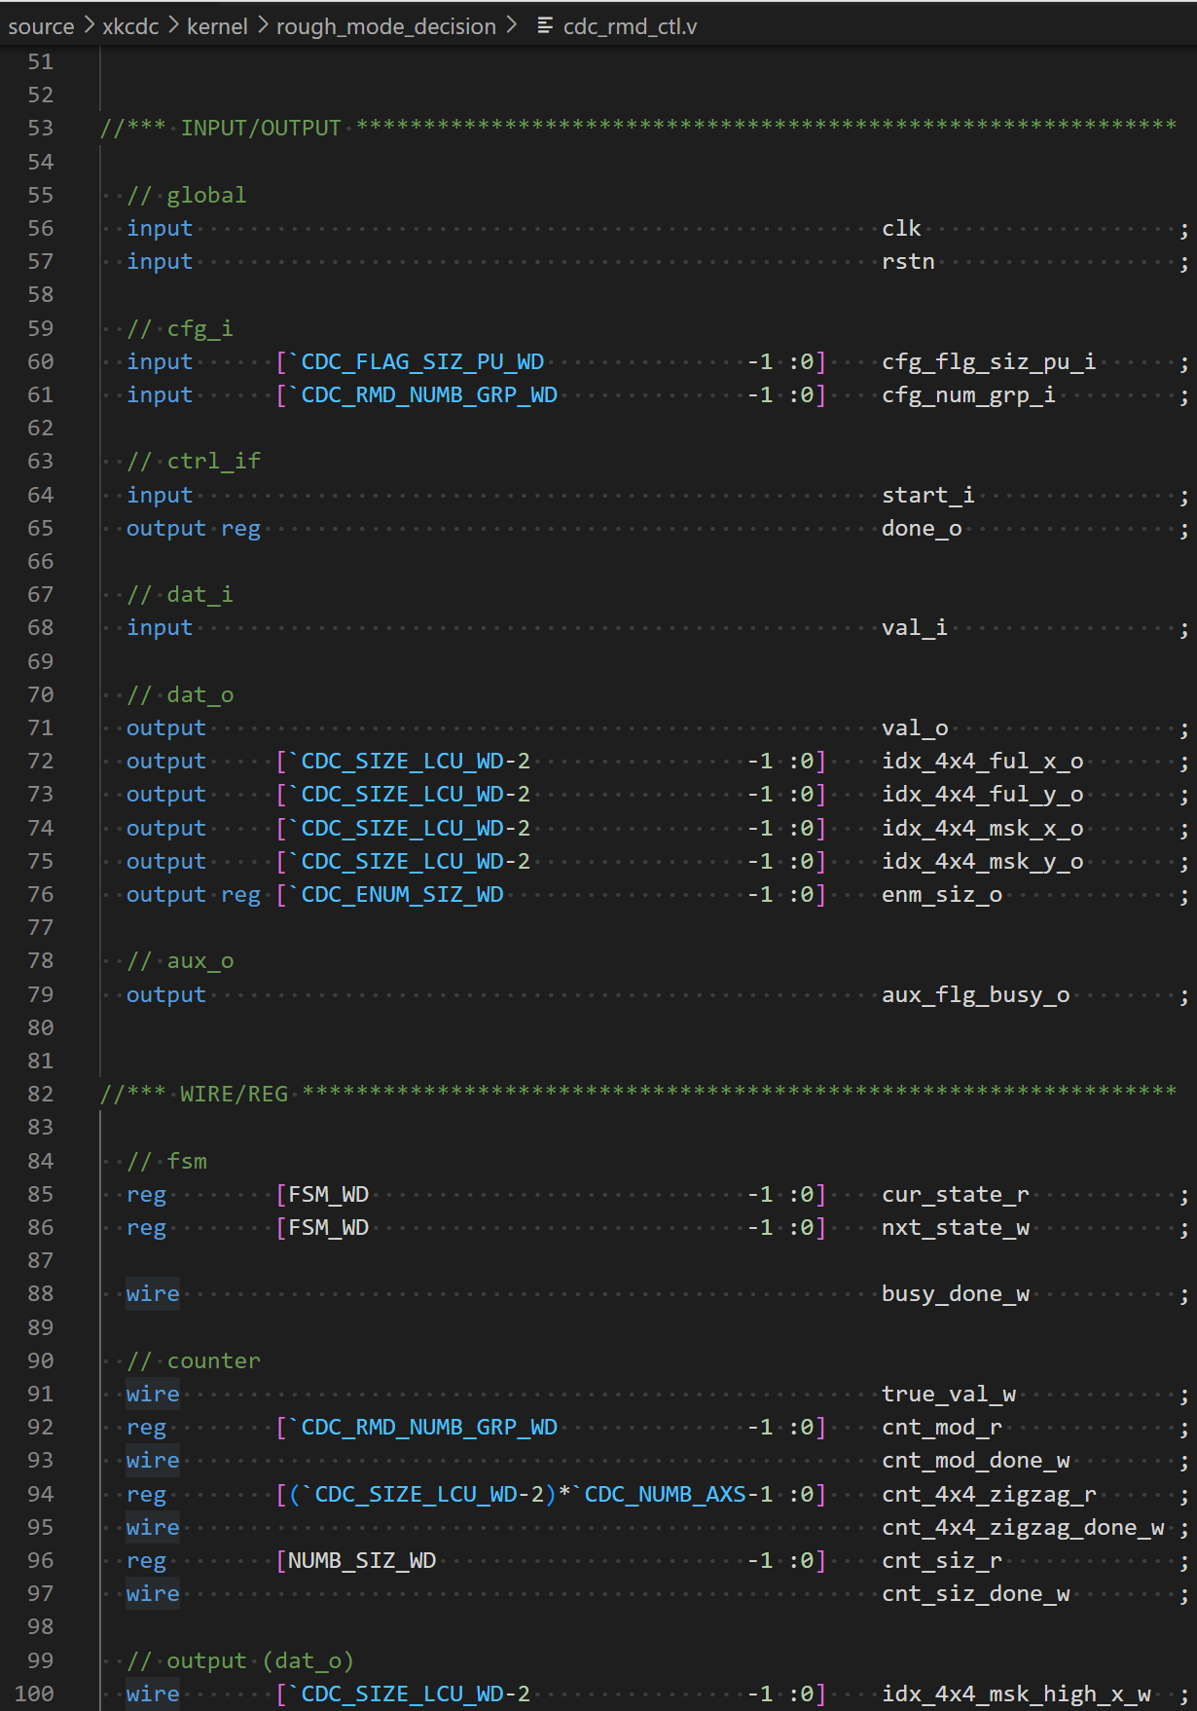 source > xkcdc > kernel > rough_mode_decision > cdc_rmd_ctl.v
51
52
53 //*** INPUT/OUTPUT *************************************************************
54
55 // global
56 input clk ;
57 input rstn ;
58
59 // cfg_i
60 input [`CDC_FLAG_SIZ_PU_WD -1 :0] cfg_flg_siz_pu_i ;
61 input [`CDC_RMD_NUMB_GRP_WD -1 :0] cfg_num_grp_i ;
62
63 // ctrl_if
64 input start_i ;
65 output reg done_o ;
66
67 // dat_i
68 input val_i ;
69
70 // dat_o
71 output val_o ;
72 output [`CDC_SIZE_LCU_WD-2 -1 :0] idx_4x4_ful_x_o ;
73 output [`CDC_SIZE_LCU_WD-2 -1 :0] idx_4x4_ful_y_o ;
74 output [`CDC_SIZE_LCU_WD-2 -1 :0] idx_4x4_msk_x_o ;
75 output [`CDC_SIZE_LCU_WD-2 -1 :0] idx_4x4_msk_y_o ;
76 output reg [`CDC_ENUM_SIZ_WD -1 :0] enm_siz_o ;
77
78 // aux_o
79 output aux_flg_busy_o ;
80
81
82 //*** WIRE/REG *****************************************************************
83
84 // fsm
85 reg [FSM_WD -1 :0] cur_state_r ;
86 reg [FSM_WD -1 :0] nxt_state_w ;
87
88 wire busy_done_w ;
89
90 // counter
91 wire true_val_w ;
92 reg [`CDC_RMD_NUMB_GRP_WD -1 :0] cnt_mod_r ;
93 wire cnt_mod_done_w ;
94 reg [(`CDC_SIZE_LCU_WD-2)*`CDC_NUMB_AXS-1 :0] cnt_4x4_zigzag_r ;
95 wire cnt_4x4_zigzag_done_w ;
96 reg [NUMB_SIZ_WD -1 :0] cnt_siz_r ;
97 wire cnt_siz_done_w ;
98
99 // output (dat_o)
100 wire [`CDC_SIZE_LCU_WD-2 -1 :0] idx_4x4_msk_high_x_w ;